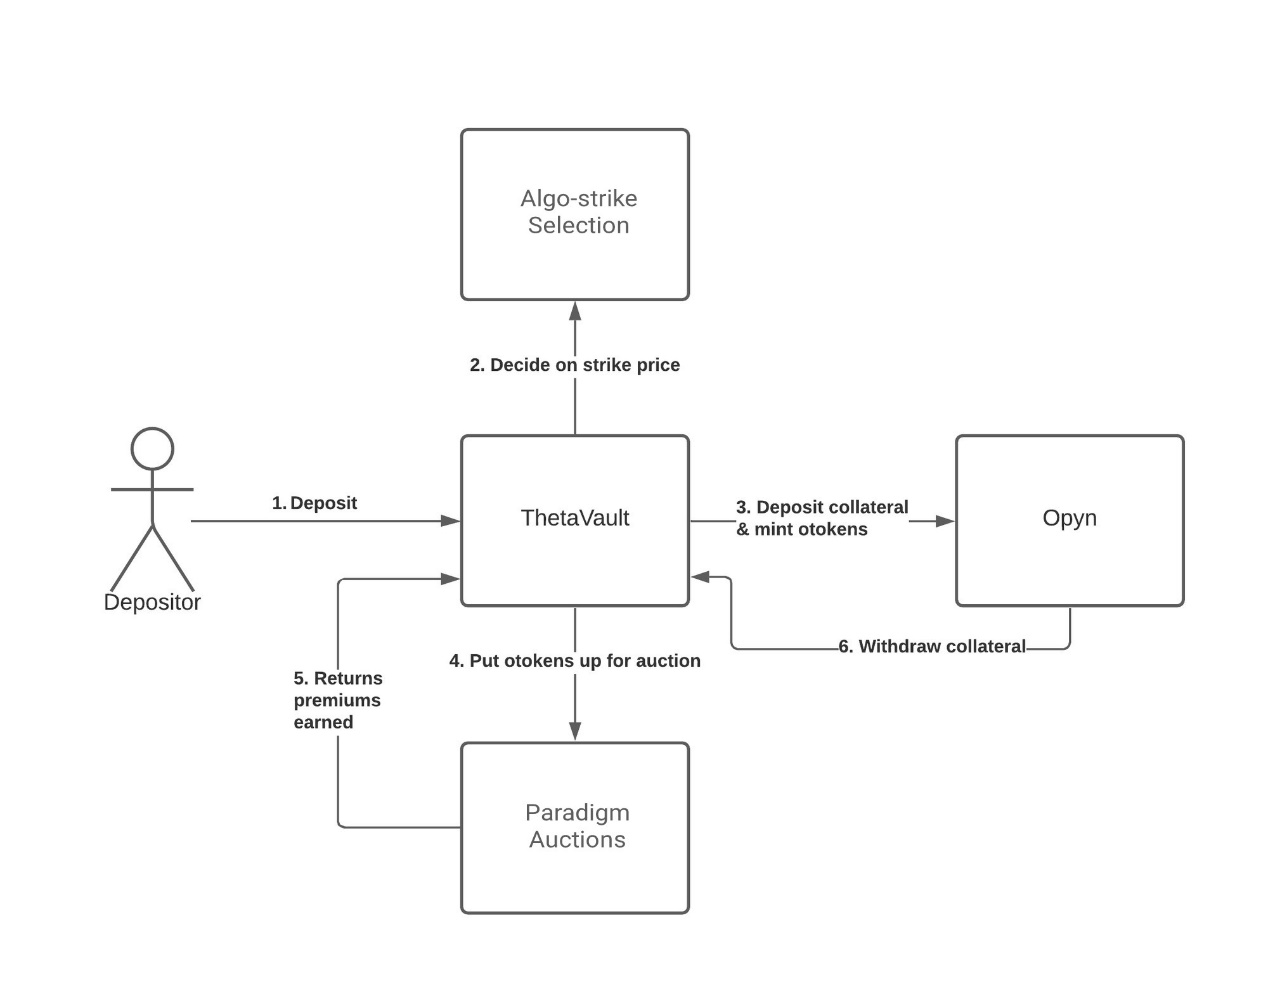 Algo-strike
Selection
2. Decide on strike price
1. Deposit
ThetaVault
3. Deposit collateral
& mint otokens
Opyn
Depositor
6. Withdraw collateral
4. Put otokens up for auction
5. Returns
premiums
earned
Paradigm
Auctions